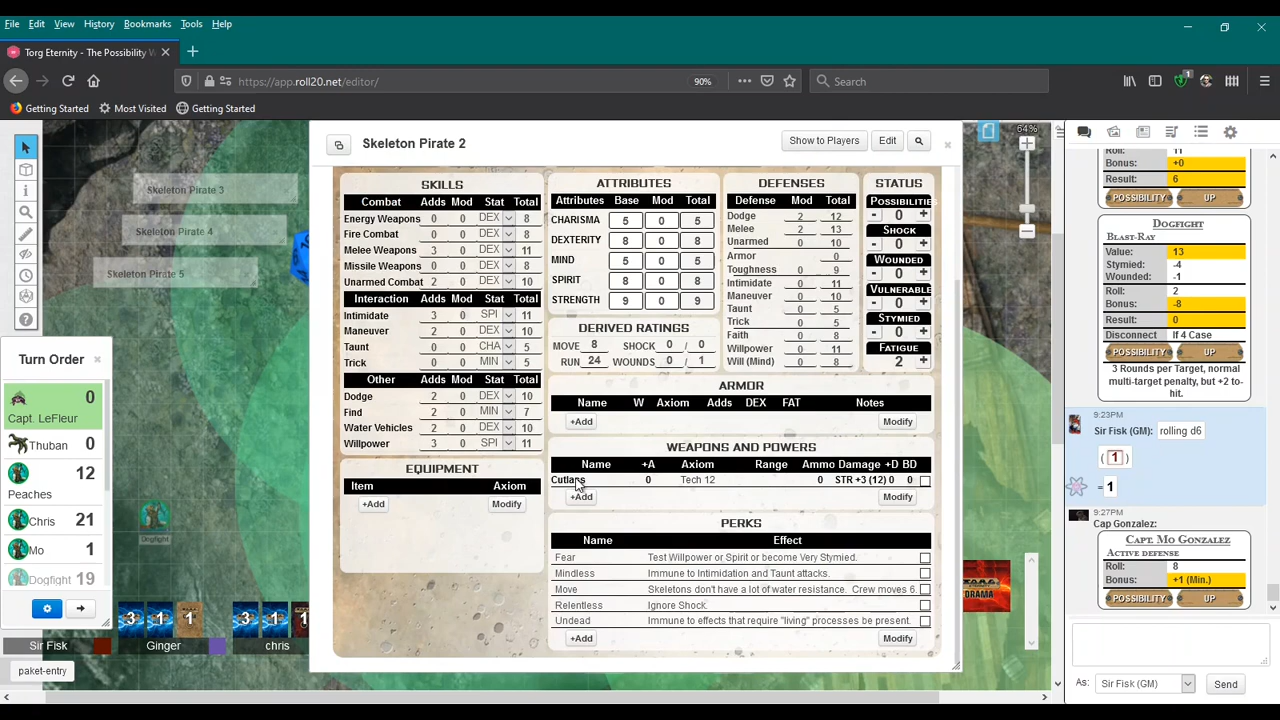 File Edit View History Bookmarks Tools Help
Torg Eternity - The Possibility W
https://app.roll20.net/editor/
90%
Search
Getting Started Most Visited Getting Started
Skeleton Pirate 3
Skeleton Pirate 4
Skeleton Pirate 5
Turn Order
0
Capt. LeFleur
Thuban 0
12
Peaches
Chris 21
Mo 1
Dogfight 19
Dogfight
3 1 1
3 1 1
Sir Fisk Ginger chris
paket-entry
Skeleton Pirate 2
Show to Players Edit
64%
SKILLS
Combat Adds Mod Stat Total
Energy Weapons 0 0 DEX 8
Fire Combat 0 0 DEX 8
Melee Weapons 3 0 DEX 11
Missile Weapons 0 0 DEX 8
Unarmed Combat 2 0 DEX 10
Interaction Adds Mod Stat Total
Intimidate 3 0 SPI 11
Maneuver 2 0 DEX 10
Taunt 0 0 CHA 5
Trick 0 0 MIN 5
Other Adds Mod Stat Total
Dodge 2 0 DEX 10
Find 2 0 MIN 7
Water Vehicles 2 0 DEX 10
Willpower 3 0 SPI 11
EQUIPMENT
Item Axiom
+Add Modify
ATTRIBUTES
Attributes Base Mod Total
CHARISMA 5 0 5
DEXTERITY 8 0 8
MIND 5 0 5
SPIRIT 8 0 8
STRENGTH 9 0 9
DERIVED RATINGS
MOVE 8 SHOCK 0 / 0
RUN 24 WOUNDS 0 / 1
DEFENSES
Defense Mod Total
Dodge 2 12
Melee 2 13
Unarmed 0 10
Armor 0
Toughness 0 9
Intimidate 0 11
Maneuver 0 10
Taunt 0 5
Trick 0 5
Faith 0 8
Willpower 0 11
Will (Mind) 0 8
STATUS
POSSIBILITIES
- 0 +
SHOCK
- 0 +
WOUNDED
- 0 +
VULNERABLE
- 0 +
STYMIED
- 0 +
FATIGUE
2 +
ARMOR
Name W Axiom Adds DEX FAT Notes
+Add Modify
WEAPONS AND POWERS
Name +A Axiom Range Ammo Damage +D BD
Cutlass 0 Tech 12 0 STR +3 (12) 0 0
+Add Modify
PERKS
Name Effect
Fear Test Willpower or Spirit or become Very Stymied.
Mindless Immune to Intimidation and Taunt attacks.
Move Skeletons don't have a lot of water resistance. Crew moves 6.
Relentless Ignore Shock.
Undead Immune to effects that require "living" processes be present.
+Add Modify
DRAMA
Roll: 11
Bonus: +0
Result: 6
POSSIBILITY UP
DOGFIGHT
BLAST-RAY
Value: 13
Stymied: -4
Wounded: -1
Roll: 2
Bonus: -8
Result: 0
Disconnect If 4 Case
POSSIBILITY UP
3 Rounds per Target, normal
multi-target penalty, but +2 to-
hit.
9:23PM
Sir Fisk (GM): rolling d6
( 1 )
= 1
9:27PM
Cap Gonzalez:
CAPT. MO GONZALEZ
ACTIVE DEFENSE
Roll: 8
Bonus: +1 (Min.)
POSSIBILITY UP
As: Sir Fisk (GM) Send